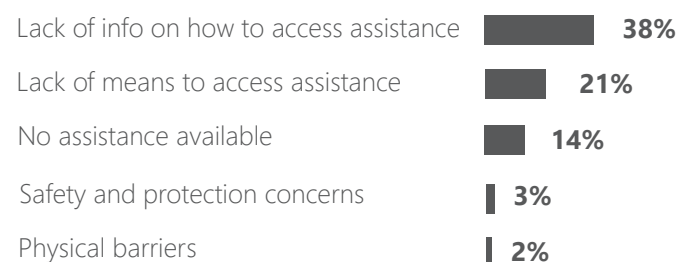 Lack of info on how to access assistance 38%
Lack of means to access assistance 21%
No assistance available 14%
Safety and protection concerns 3%
Physical barriers 2%